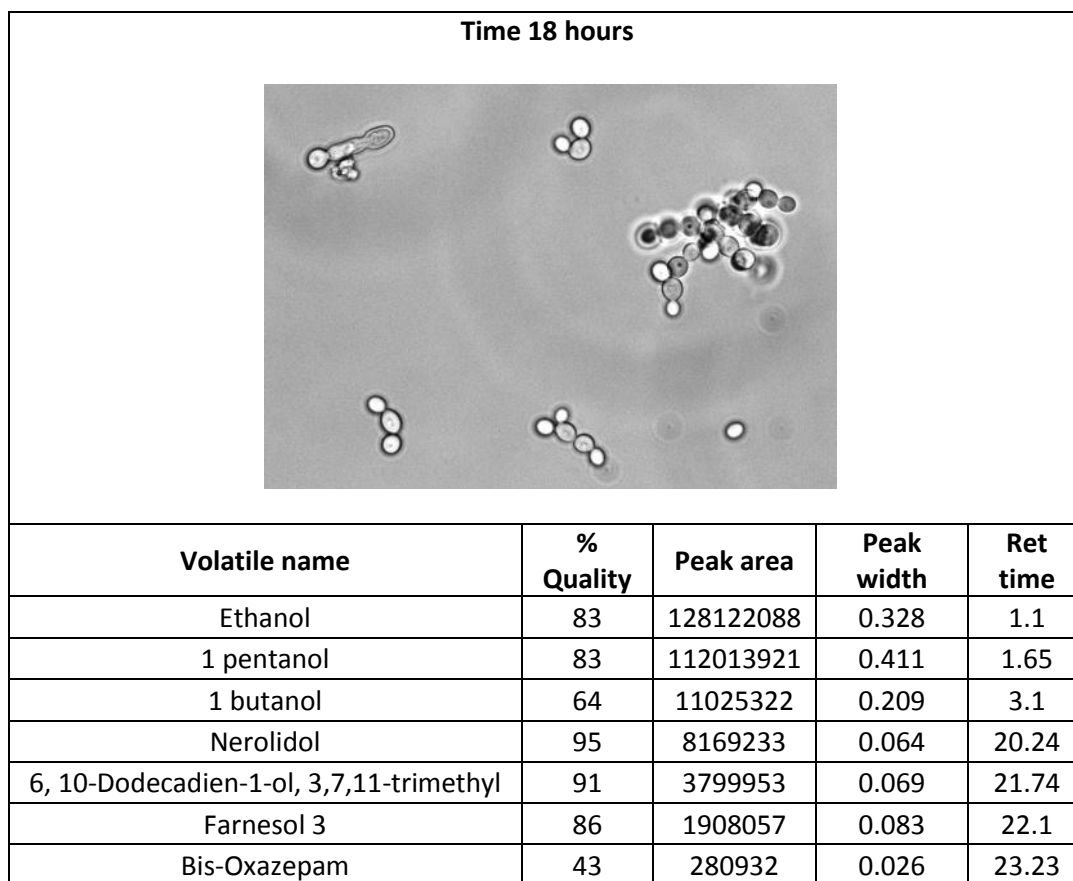 Time 18 hours
Volatile name % Quality Peak area Peak width Ret time
Ethanol 83 128122088 0.328 1.1
1 pentanol 83 112013921 0.411 1.65
1 butanol 64 11025322 0.209 3.1
Nerolidol 95 8169233 0.064 20.24
6, 10-Dodecadien-1-ol, 3,7,11-trimethyl 91 3799953 0.069 21.74
Farnesol 3 86 1908057 0.083 22.1
Bis-Oxazepam 43 280932 0.026 23.23